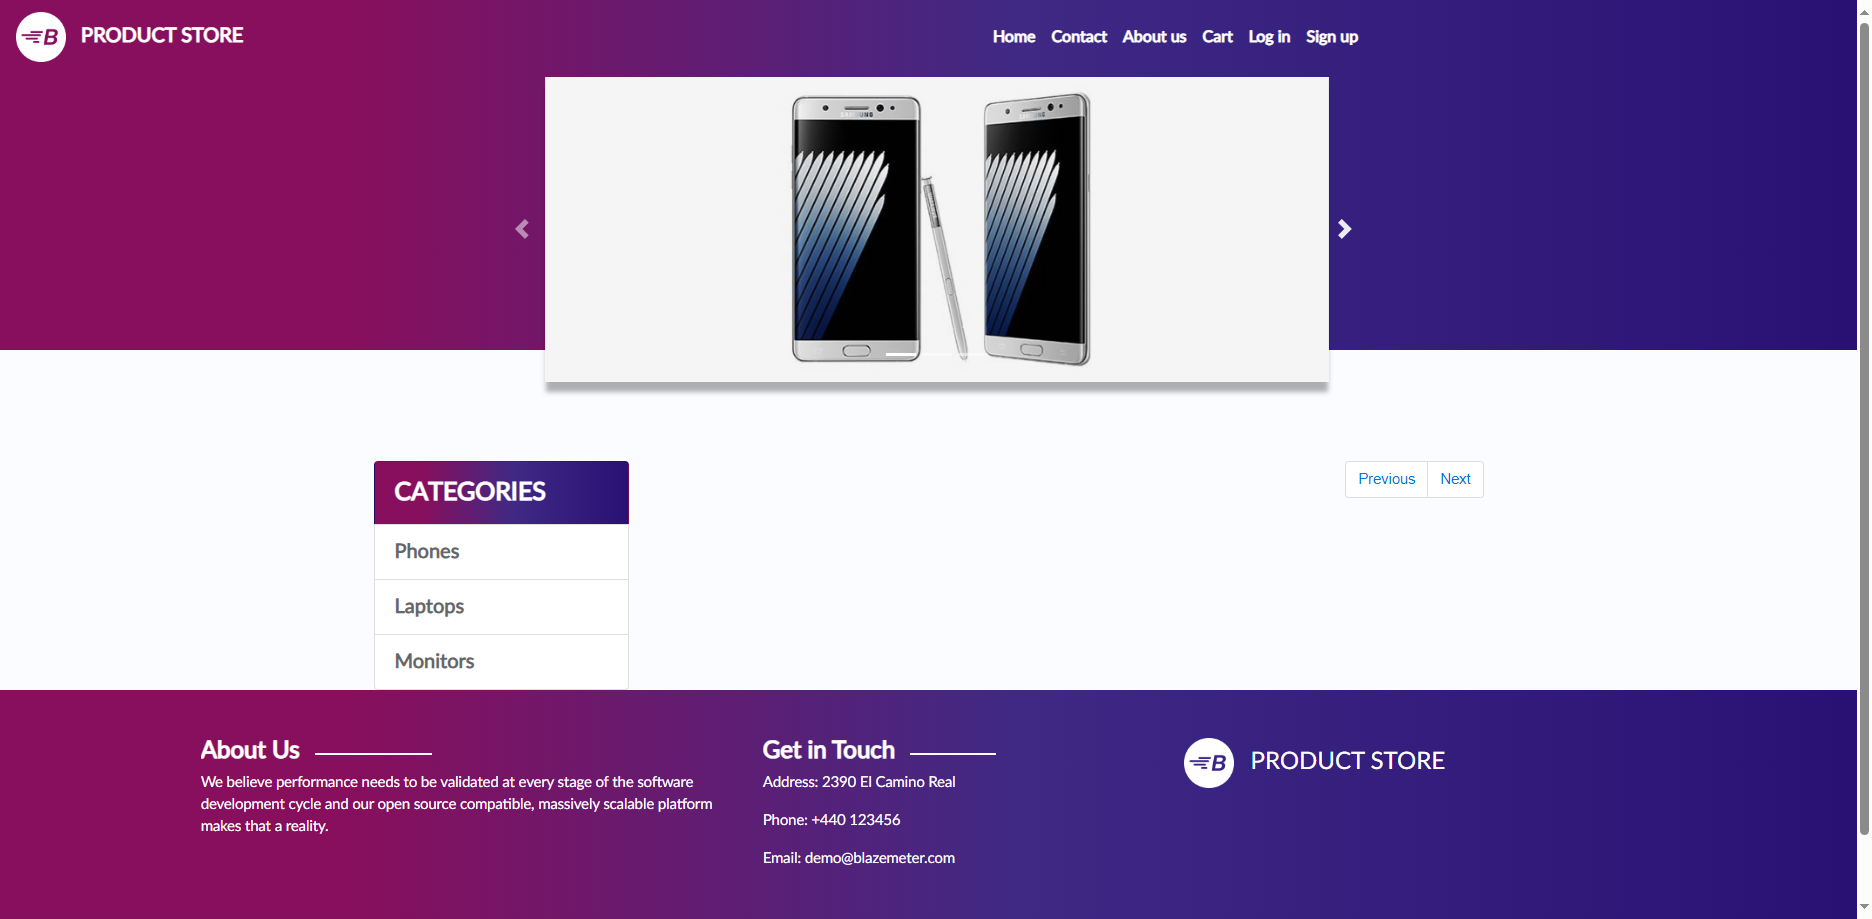 B PRODUCT STORE
Home Contact About us Cart Log in Sign up
SAMSUNG SAMSUNG
CATEGORIES
Previous Next
Phones
Laptops
Monitors
About Us
We believe performance needs to be validated at every stage of the software
development cycle and our open source compatible, massively scalable platform
makes that a reality.
Get in Touch
Address: 2390 El Camino Real
Phone: +440 123456
Email: demo@blazemeter.com
B PRODUCT STORE